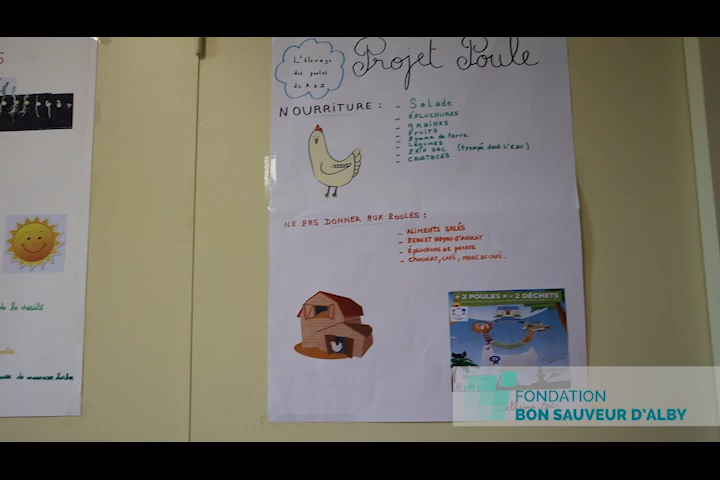 S
L'élevage
des poules
de A à Z
Projet Poule
NOURRITURE :
- Salade
- ÉPLUCHURES
- graines
- Fruits
- Pomme de terre
- Légumes
- PAIN sec (trempé dans l'eau)
- CRUSTACÉS
NE PAS DONNER AUX POULES :
- ALIMENTS SALÉS
- PEAU ET NOYAU D'AVOCAT
- ÉPLUCHURE DE PATATE
- CHOCOLAT, CAFÉ, MARC DE CAFÉ.
+ 2 POULES = - 2 DÉCHETS
de la
FONDATION
BON SAUVEUR D'ALBY